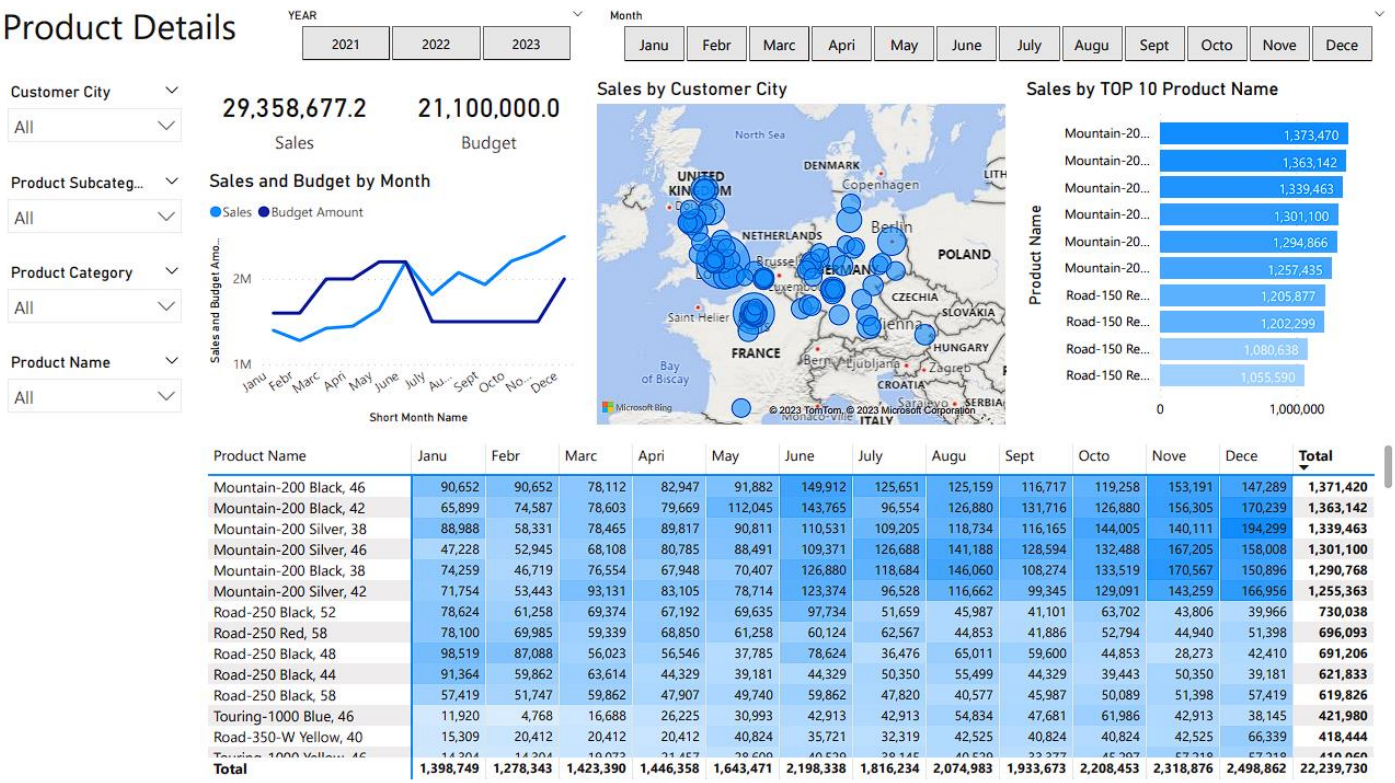 Product Details
YEAR
2021 2022 2023
Month
Janu Febr Marc Apri May June July Augu Sept Octo Nove Dece
Customer City
All
Product Subcateg...
All
Product Category
All
Product Name
All
29,358,677.2
Sales
21,100,000.0
Budget
Sales and Budget by Month
Sales Budget Amount
Sales and Budget Amo...
2M
1M
Janu Febr Marc Apri May June July Au... Sept Octo No... Dece
Short Month Name
Sales by Customer City
North Sea
DENMARK
LITH
UNITED
KINGDOM
Copenhagen
NETHERLANDS
Berlin
POLAND
Brussel
GERMANY
Luxembo
CZECHIA
SLOVAKIA
Saint Helier
Vienna
FRANCE
HUNGARY
Bern
Ljubljana
Zagreb
Bay
of Biscay
CROATIA
Sarajevo
SERBIA
Microsoft Bing
© 2023 TomTom, © 2023 Microsoft Corporation
Monaco-Ville
ITALY
Sales by TOP 10 Product Name
Product Name
Mountain-20... 1,373,470
Mountain-20... 1,363,142
Mountain-20... 1,339,463
Mountain-20... 1,301,100
Mountain-20... 1,294,866
Mountain-20... 1,257,435
Road-150 Re... 1,205,877
Road-150 Re... 1,202,299
Road-150 Re... 1,080,638
Road-150 Re... 1,055,590
0 1,000,000
Product Name Janu Febr Marc Apri May June July Augu Sept Octo Nove Dece Total
Mountain-200 Black, 46 90,652 90,652 78,112 82,947 91,882 149,912 125,651 125,159 116,717 119,258 153,191 147,289 1,371,420
Mountain-200 Black, 42 65,899 74,587 78,603 79,669 112,045 143,765 96,554 126,880 131,716 126,880 156,305 170,239 1,363,142
Mountain-200 Silver, 38 88,988 58,331 78,465 89,817 90,811 110,531 109,205 118,734 116,165 144,005 140,111 194,299 1,339,463
Mountain-200 Silver, 46 47,228 52,945 68,108 80,785 88,491 109,371 126,688 141,188 128,594 132,488 167,205 158,008 1,301,100
Mountain-200 Black, 38 74,259 46,719 76,554 67,948 70,407 126,880 118,684 146,060 108,274 133,519 170,567 150,896 1,290,768
Mountain-200 Silver, 42 71,754 53,443 93,131 83,105 78,714 123,374 96,528 116,662 99,345 129,091 143,259 166,956 1,255,363
Road-250 Black, 52 78,624 61,258 69,374 67,192 69,635 97,734 51,659 45,987 41,101 63,702 43,806 39,966 730,038
Road-250 Red, 58 78,100 69,985 59,339 68,850 61,258 60,124 62,567 44,853 41,886 52,794 44,940 51,398 696,093
Road-250 Black, 48 98,519 87,088 56,023 56,546 37,785 78,624 36,476 65,011 59,600 44,853 28,273 42,410 691,206
Road-250 Black, 44 91,364 59,862 63,614 44,329 39,181 44,329 50,350 55,499 44,329 39,443 50,350 39,181 621,833
Road-250 Black, 58 57,419 51,747 59,862 47,907 49,740 59,862 47,820 40,577 45,987 50,089 51,398 57,419 619,826
Touring-1000 Blue, 46 11,920 4,768 16,688 26,225 30,993 42,913 42,913 54,834 47,681 61,986 42,913 38,145 421,980
Road-350-W Yellow, 40 15,309 20,412 20,412 20,412 40,824 35,721 32,319 42,525 40,824 40,824 42,525 66,339 418,444
Touring-1000 Yellow, 46
Total 1,398,749 1,278,343 1,423,390 1,446,358 1,643,471 2,198,338 1,816,234 2,074,983 1,933,673 2,208,453 2,318,876 2,498,862 22,239,730